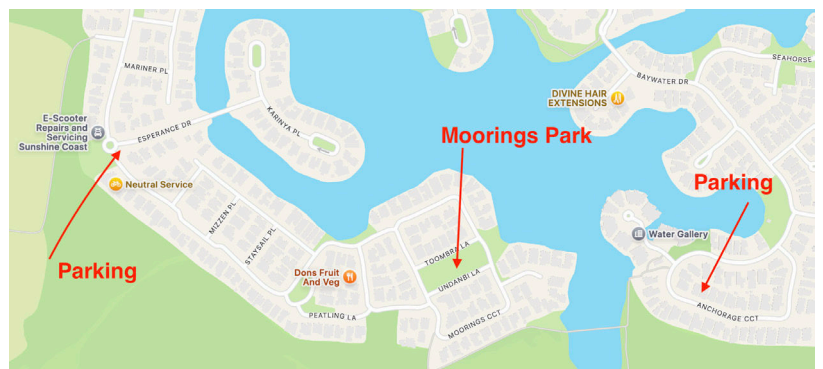 MARINER PL
SEAHORSE
BAYWATER DR
DIVINE HAIR
EXTENSIONS
E-Scooter
Repairs and
Servicing
Sunshine Coast
ESPERANCE DR
KARINYA PL
Moorings Park
Parking
Neutral Service
MIZZEN PL
STAYSAIL PL
Water Gallery
TOOMBRA LA
Parking
Dons Fruit
And Veg
UNDANBI LA
PEATLING LA
MOORINGS CCT
ANCHORAGE CCT